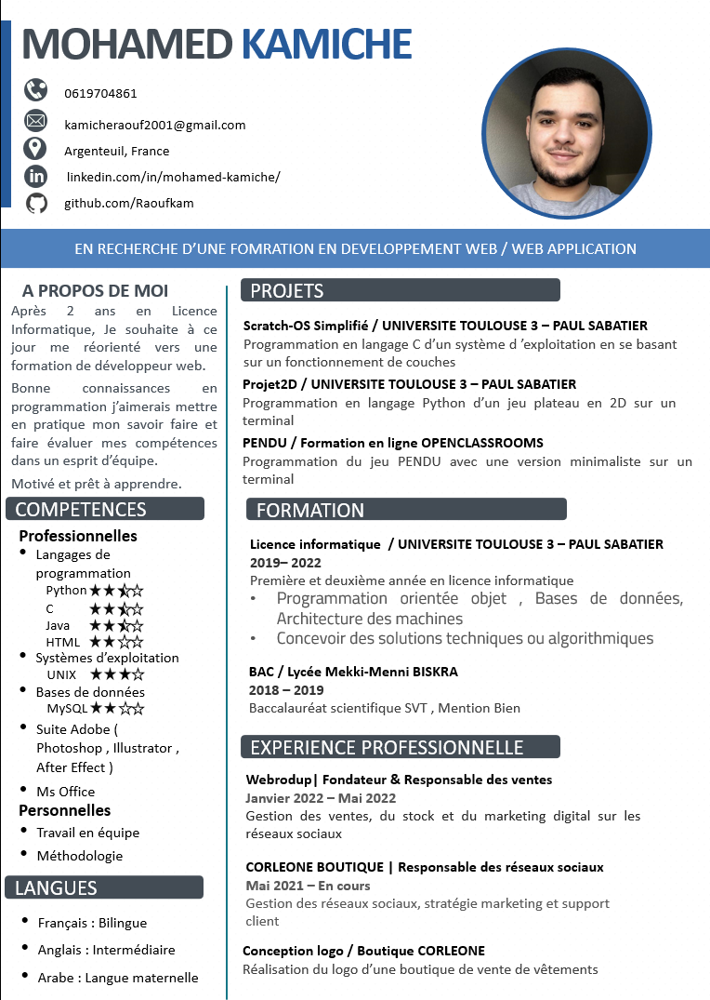 MOHAMED KAMICHE
0619704861
kamicheraouf2001@gmail.com
Argenteuil, France
linkedin.com/in/mohamed-kamiche/
github.com/Raoufkam
EN RECHERCHE D’UNE FOMRATION EN DEVELOPPEMENT WEB / WEB APPLICATION
A PROPOS DE MOI
Après 2 ans en Licence
Informatique, Je souhaite à ce
jour me réorienté vers une
formation de développeur web.
Bonne connaissances en
programmation j’aimerais mettre
en pratique mon savoir faire et
faire évaluer mes compétences
dans un esprit d’équipe.
Motivé et prêt à apprendre.
COMPETENCES
Professionnelles
• Langages de
programmation
Python
C
Java
HTML
• Systèmes d’exploitation
UNIX
• Bases de données
MySQL
• Suite Adobe (
Photoshop , Illustrator ,
After Effect )
• Ms Office
Personnelles
• Travail en équipe
• Méthodologie
LANGUES
• Français : Bilingue
• Anglais : Intermédiaire
• Arabe : Langue maternelle
PROJETS
Scratch-OS Simplifié / UNIVERSITE TOULOUSE 3 – PAUL SABATIER
Programmation en langage C d’un système d ’exploitation en se basant
sur un fonctionnement de couches
Projet2D / UNIVERSITE TOULOUSE 3 – PAUL SABATIER
Programmation en langage Python d’un jeu plateau en 2D sur un
terminal
PENDU / Formation en ligne OPENCLASSROOMS
Programmation du jeu PENDU avec une version minimaliste sur un
terminal
FORMATION
Licence informatique / UNIVERSITE TOULOUSE 3 – PAUL SABATIER
2019– 2022
Première et deuxième année en licence informatique
• Programmation orientée objet , Bases de données,
Architecture des machines
• Concevoir des solutions techniques ou algorithmiques
BAC / Lycée Mekki-Menni BISKRA
2018 – 2019
Baccalauréat scientifique SVT , Mention Bien
EXPERIENCE PROFESSIONNELLE
Webrodup| Fondateur & Responsable des ventes
Janvier 2022 – Mai 2022
Gestion des ventes, du stock et du marketing digital sur les
réseaux sociaux
CORLEONE BOUTIQUE | Responsable des réseaux sociaux
Mai 2021 – En cours
Gestion des réseaux sociaux, stratégie marketing et support
client
Conception logo / Boutique CORLEONE
Réalisation du logo d’une boutique de vente de vêtements